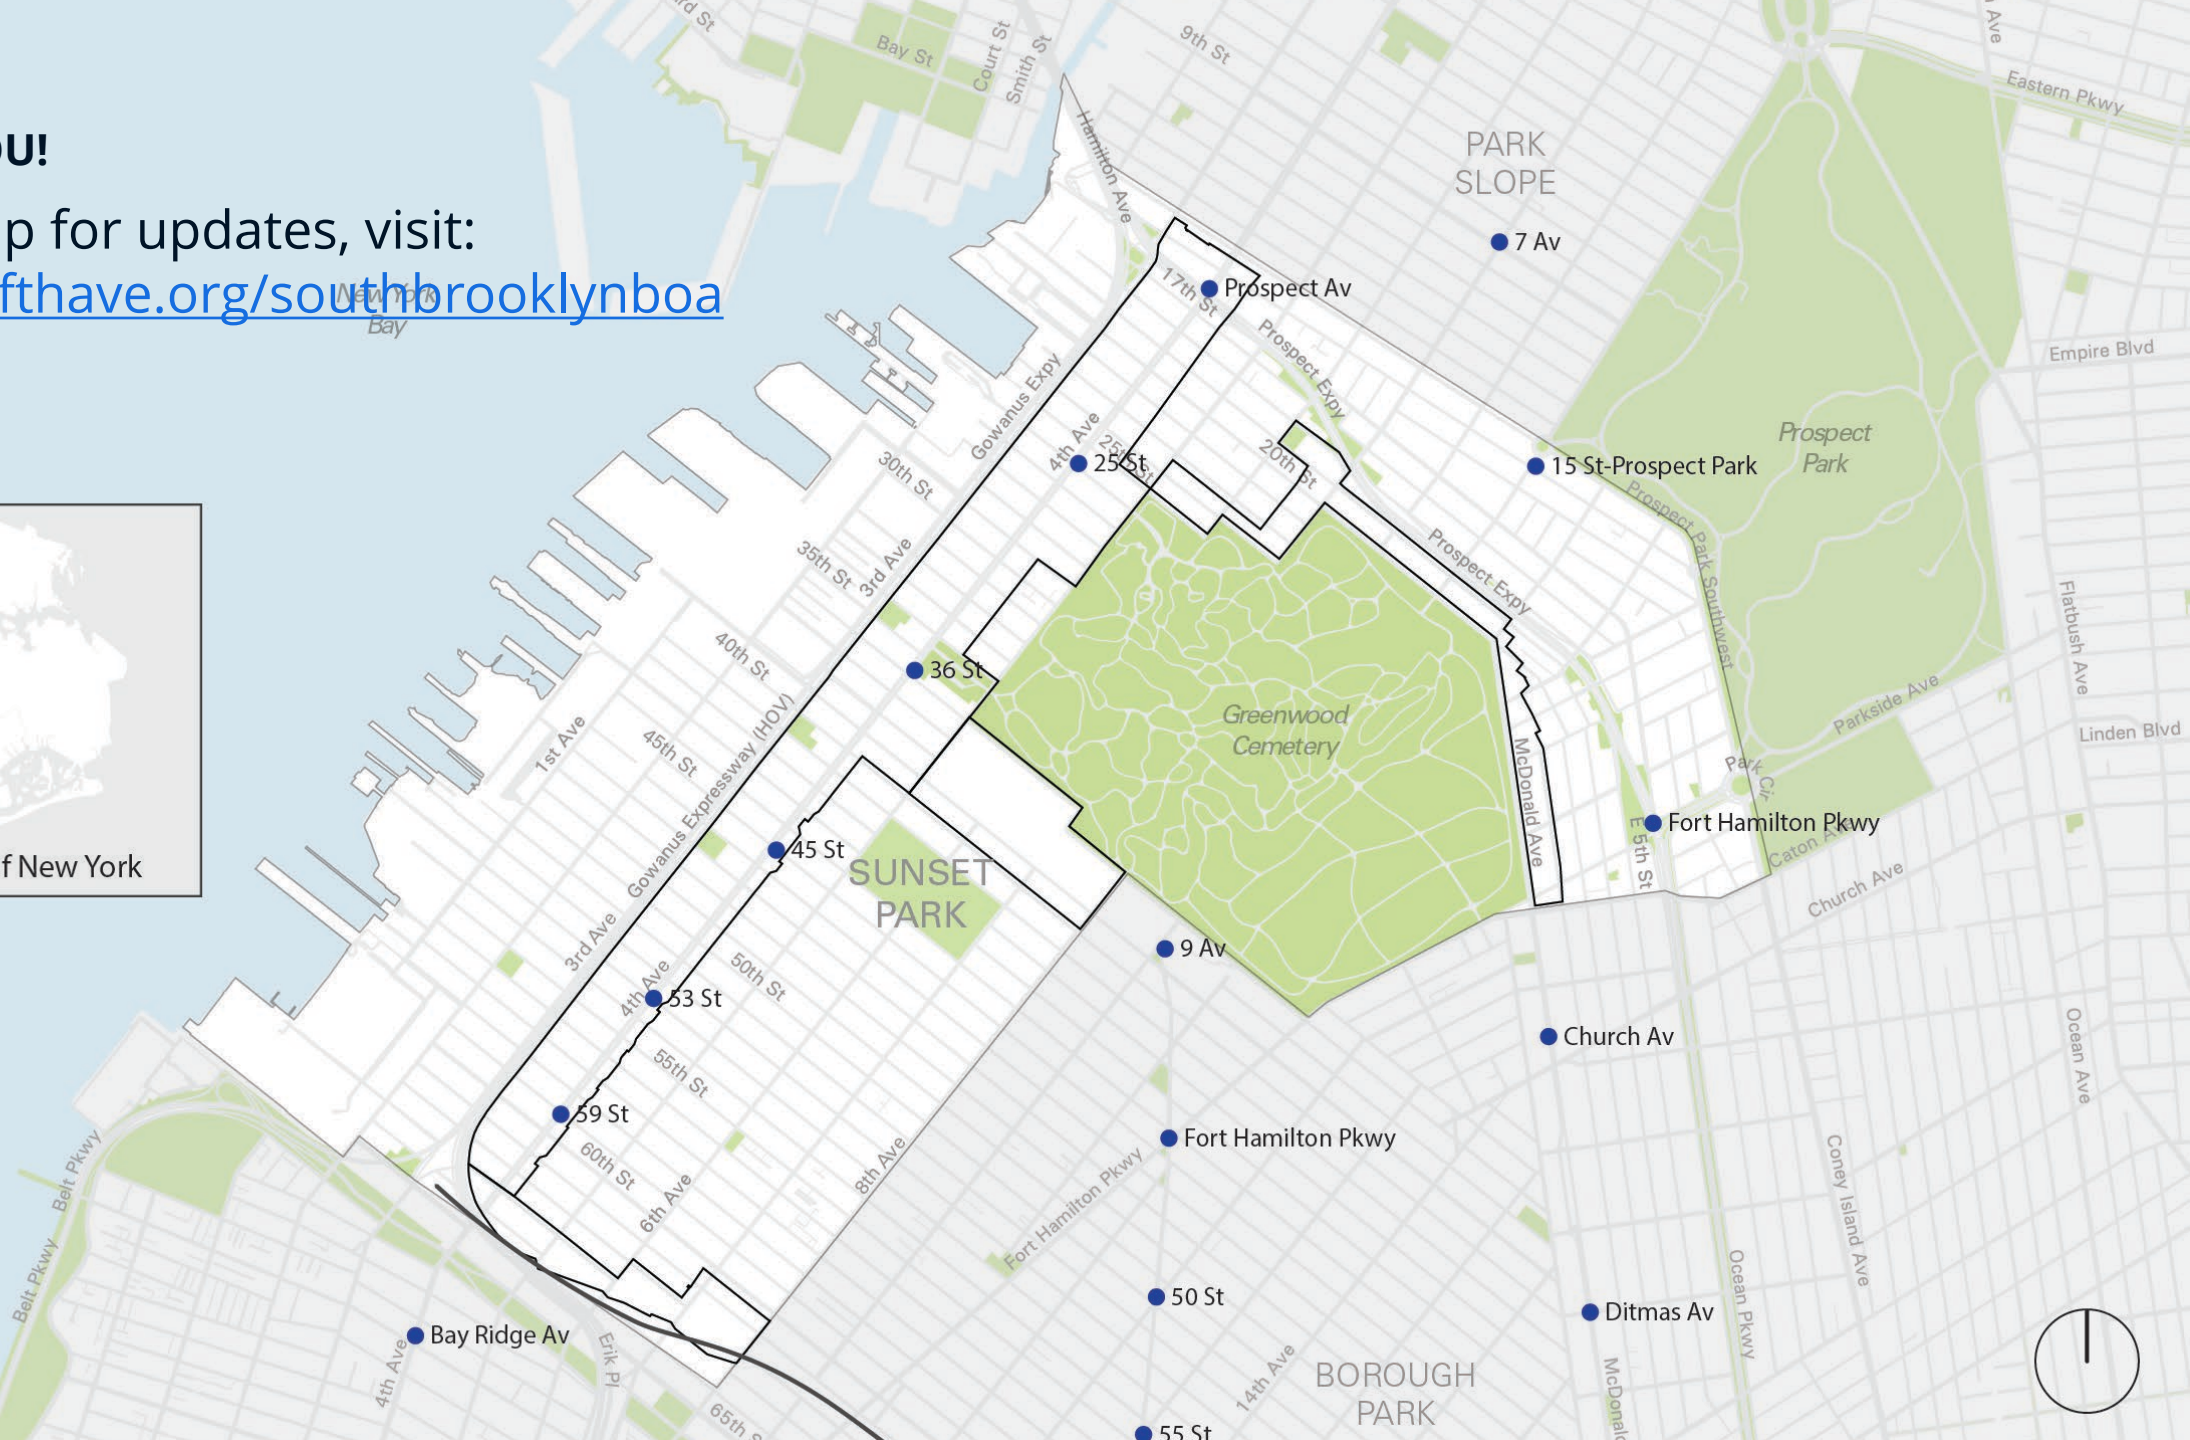 OU!
p for updates, visit:
fthave.org/southbrooklynboa
New York
Bay
f New York
rd St
Bay St
Court St
Smith St
9th St
Hamilton Ave
PARK
SLOPE
7 Av
Eastern Pkwy
Ave
17th St
Prospect Av
Prospect Expy
Empire Blvd
Gowanus Expy
4th Ave
25th St
25 St
20th St
15 St-Prospect Park
Prospect
Park
30th St
35th St
3rd Ave
Prospect Expy
Prospect Park Southwest
Flatbush Ave
40th St
36 St
Parkside Ave
Linden Blvd
Greenwood
Cemetery
1st Ave
45th St
Gowanus Expressway (HOV)
McDonald Ave
Park Cir
E 5th St
Fort Hamilton Pkwy
Caton Ave
Church Ave
45 St
SUNSET
PARK
3rd Ave
4th Ave
53 St
50th St
9 Av
Church Av
Ocean Ave
55th St
59 St
60th St
6th Ave
8th Ave
Fort Hamilton Pkwy
Fort Hamilton Pkwy
Belt Pkwy
Belt Pkwy
Coney Island Ave
Ocean Pkwy
50 St
Ditmas Av
Bay Ridge Av
4th Ave
Erik Pl
65th S
14th Ave
BOROUGH
PARK
McDonald
55 St